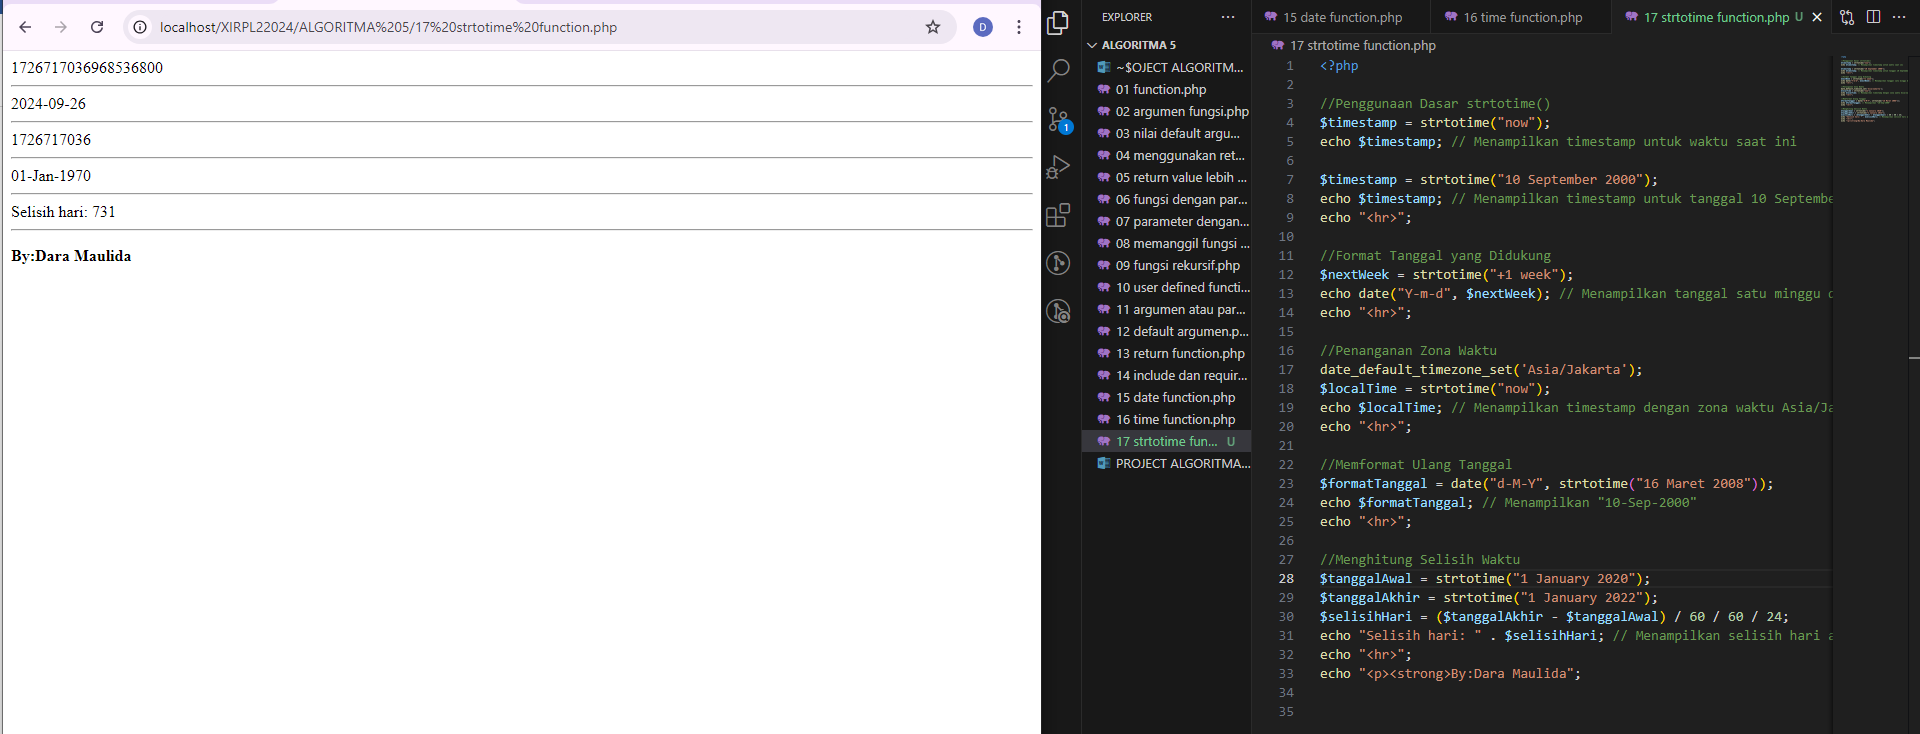 localhost/XIRPL22024/ALGORITMA%205/17%20strtotime%20function.php
D
1726717036968536800
2024-09-26
1726717036
01-Jan-1970
Selisih hari: 731
By:Dara Maulida
1
EXPLORER
ALGORITMA 5
~$OJECT ALGORITM...
01 function.php
02 argumen fungsi.php
03 nilai default argu...
04 menggunakan ret...
05 return value lebih ...
06 fungsi dengan par...
07 parameter dengan...
08 memanggil fungsi ...
09 fungsi rekursif.php
10 user defined functi...
11 argumen atau par...
12 default argumen.p...
13 return function.php
14 include dan requir...
15 date function.php
16 time function.php
17 strtotime fun... U
PROJECT ALGORITMA...
15 date function.php 16 time function.php 17 strtotime function.php U
17 strtotime function.php
1 <?php
2
3 //Penggunaan Dasar strtotime()
4 $timestamp = strtotime("now");
5 echo $timestamp; // Menampilkan timestamp untuk waktu saat ini
6
7 $timestamp = strtotime("10 September 2000");
8 echo $timestamp; // Menampilkan timestamp untuk tanggal 10 Septembe
9 echo "<hr>";
10
11 //Format Tanggal yang Didukung
12 $nextWeek = strtotime("+1 week");
13 echo date("Y-m-d", $nextWeek); // Menampilkan tanggal satu minggu d
14 echo "<hr>";
15
16 //Penanganan Zona Waktu
17 date_default_timezone_set('Asia/Jakarta');
18 $localTime = strtotime("now");
19 echo $localTime; // Menampilkan timestamp dengan zona waktu Asia/Ja
20 echo "<hr>";
21
22 //Memformat Ulang Tanggal
23 $formatTanggal = date("d-M-Y", strtotime("16 Maret 2008"));
24 echo $formatTanggal; // Menampilkan "10-Sep-2000"
25 echo "<hr>";
26
27 //Menghitung Selisih Waktu
28 $tanggalAwal = strtotime("1 January 2020");
29 $tanggalAkhir = strtotime("1 January 2022");
30 $selisihHari = ($tanggalAkhir - $tanggalAwal) / 60 / 60 / 24;
31 echo "Selisih hari: " . $selisihHari; // Menampilkan selisih hari a
32 echo "<hr>";
33 echo "<p><strong>By:Dara Maulida";
34
35